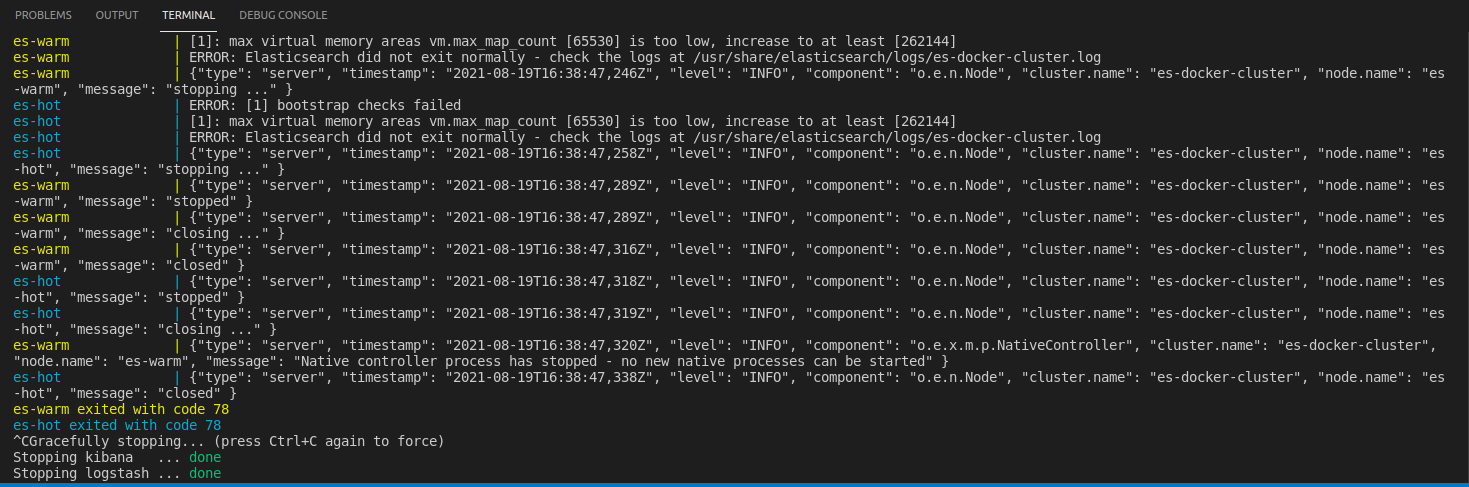 PROBLEMS OUTPUT TERMINAL DEBUG CONSOLE
es-warm | [1]: max virtual memory areas vm.max_map_count [65530] is too low, increase to at least [262144]
es-warm | ERROR: Elasticsearch did not exit normally - check the logs at /usr/share/elasticsearch/logs/es-docker-cluster.log
es-warm | {"type": "server", "timestamp": "2021-08-19T16:38:47,246Z", "level": "INFO", "component": "o.e.n.Node", "cluster.name": "es-docker-cluster", "node.name": "es
-warm", "message": "stopping ..." }
es-hot | ERROR: [1] bootstrap checks failed
es-hot | [1]: max virtual memory areas vm.max_map_count [65530] is too low, increase to at least [262144]
es-hot | ERROR: Elasticsearch did not exit normally - check the logs at /usr/share/elasticsearch/logs/es-docker-cluster.log
es-hot | {"type": "server", "timestamp": "2021-08-19T16:38:47,258Z", "level": "INFO", "component": "o.e.n.Node", "cluster.name": "es-docker-cluster", "node.name": "es
-hot", "message": "stopping ..." }
es-warm | {"type": "server", "timestamp": "2021-08-19T16:38:47,289Z", "level": "INFO", "component": "o.e.n.Node", "cluster.name": "es-docker-cluster", "node.name": "es
-warm", "message": "stopped" }
es-warm | {"type": "server", "timestamp": "2021-08-19T16:38:47,289Z", "level": "INFO", "component": "o.e.n.Node", "cluster.name": "es-docker-cluster", "node.name": "es
-warm", "message": "closing ..." }
es-warm | {"type": "server", "timestamp": "2021-08-19T16:38:47,316Z", "level": "INFO", "component": "o.e.n.Node", "cluster.name": "es-docker-cluster", "node.name": "es
-warm", "message": "closed" }
es-hot | {"type": "server", "timestamp": "2021-08-19T16:38:47,318Z", "level": "INFO", "component": "o.e.n.Node", "cluster.name": "es-docker-cluster", "node.name": "es
-hot", "message": "stopped" }
es-hot | {"type": "server", "timestamp": "2021-08-19T16:38:47,319Z", "level": "INFO", "component": "o.e.n.Node", "cluster.name": "es-docker-cluster", "node.name": "es
-hot", "message": "closing ..." }
es-warm | {"type": "server", "timestamp": "2021-08-19T16:38:47,320Z", "level": "INFO", "component": "o.e.x.m.p.NativeController", "cluster.name": "es-docker-cluster",
"node.name": "es-warm", "message": "Native controller process has stopped - no new native processes can be started" }
es-hot | {"type": "server", "timestamp": "2021-08-19T16:38:47,338Z", "level": "INFO", "component": "o.e.n.Node", "cluster.name": "es-docker-cluster", "node.name": "es
-hot", "message": "closed" }
es-warm exited with code 78
es-hot exited with code 78
^CGracefully stopping... (press Ctrl+C again to force)
Stopping kibana ... done
Stopping logstash ... done